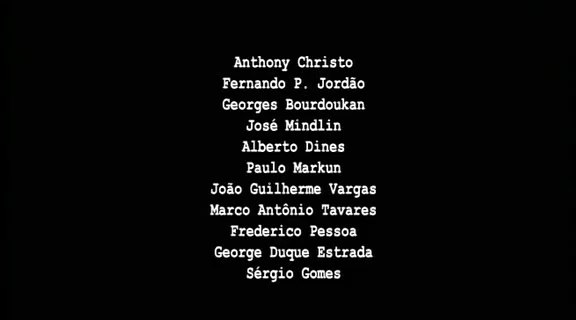 Anthony Christo
Fernando P. Jordão
Georges Bourdoukan
José Mindlin
Alberto Dines
Paulo Markun
João Guilherme Vargas
Marco Antônio Tavares
Frederico Pessoa
George Duque Estrada
Sérgio Gomes